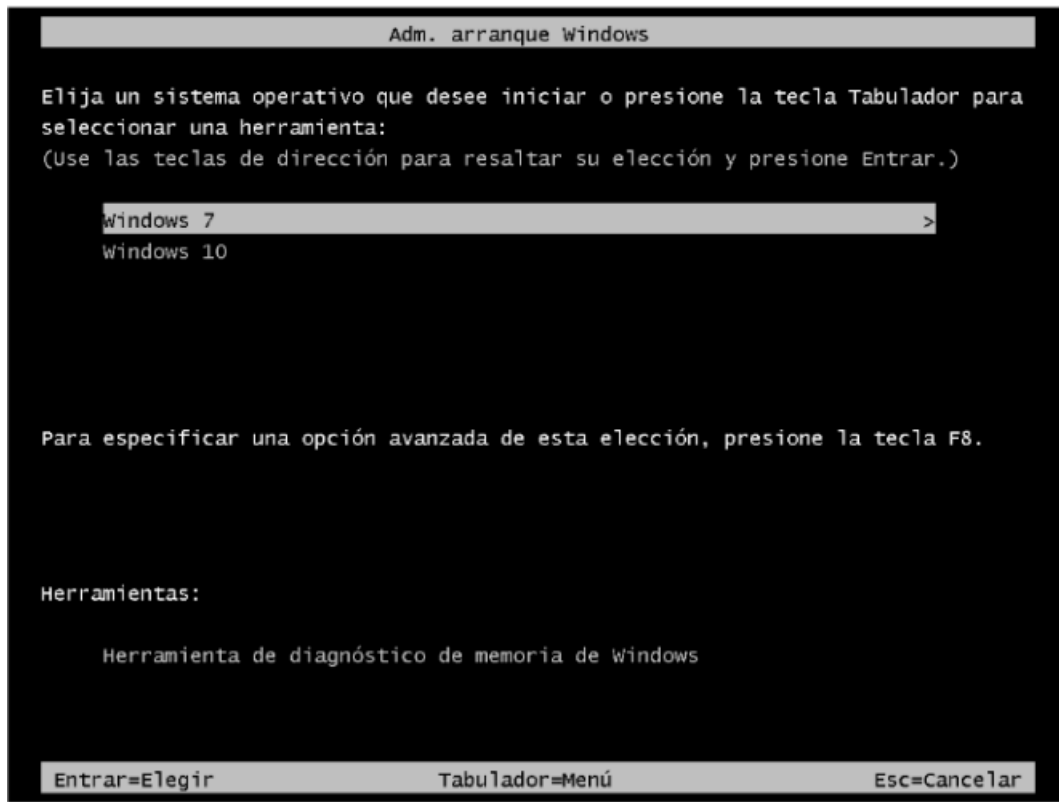 Adm. arranque Windows
Elija un sistema operativo que desee iniciar o presione la tecla Tabulador para
seleccionar una herramienta:
(Use las teclas de dirección para resaltar su elección y presione Entrar.)
Windows 7 >
Windows 10
Para especificar una opción avanzada de esta elección, presione la tecla F8.
Herramientas:
Herramienta de diagnóstico de memoria de Windows
Entrar=Elegir Tabulador=Menú Esc=Cancelar